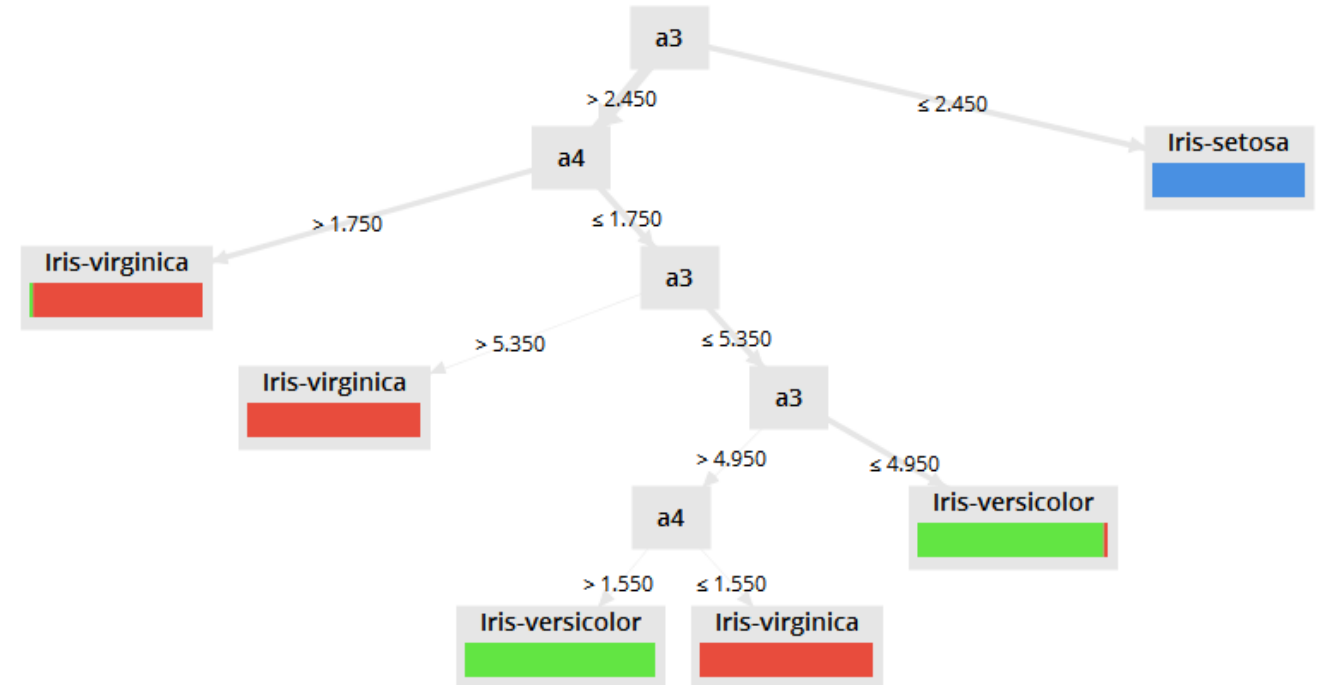 a3
> 2.450
≤ 2.450
a4
Iris-setosa
> 1.750
≤ 1.750
Iris-virginica
a3
> 5.350
≤ 5.350
Iris-virginica
a3
> 4.950
≤ 4.950
a4
Iris-versicolor
> 1.550
≤ 1.550
Iris-versicolor
Iris-virginica